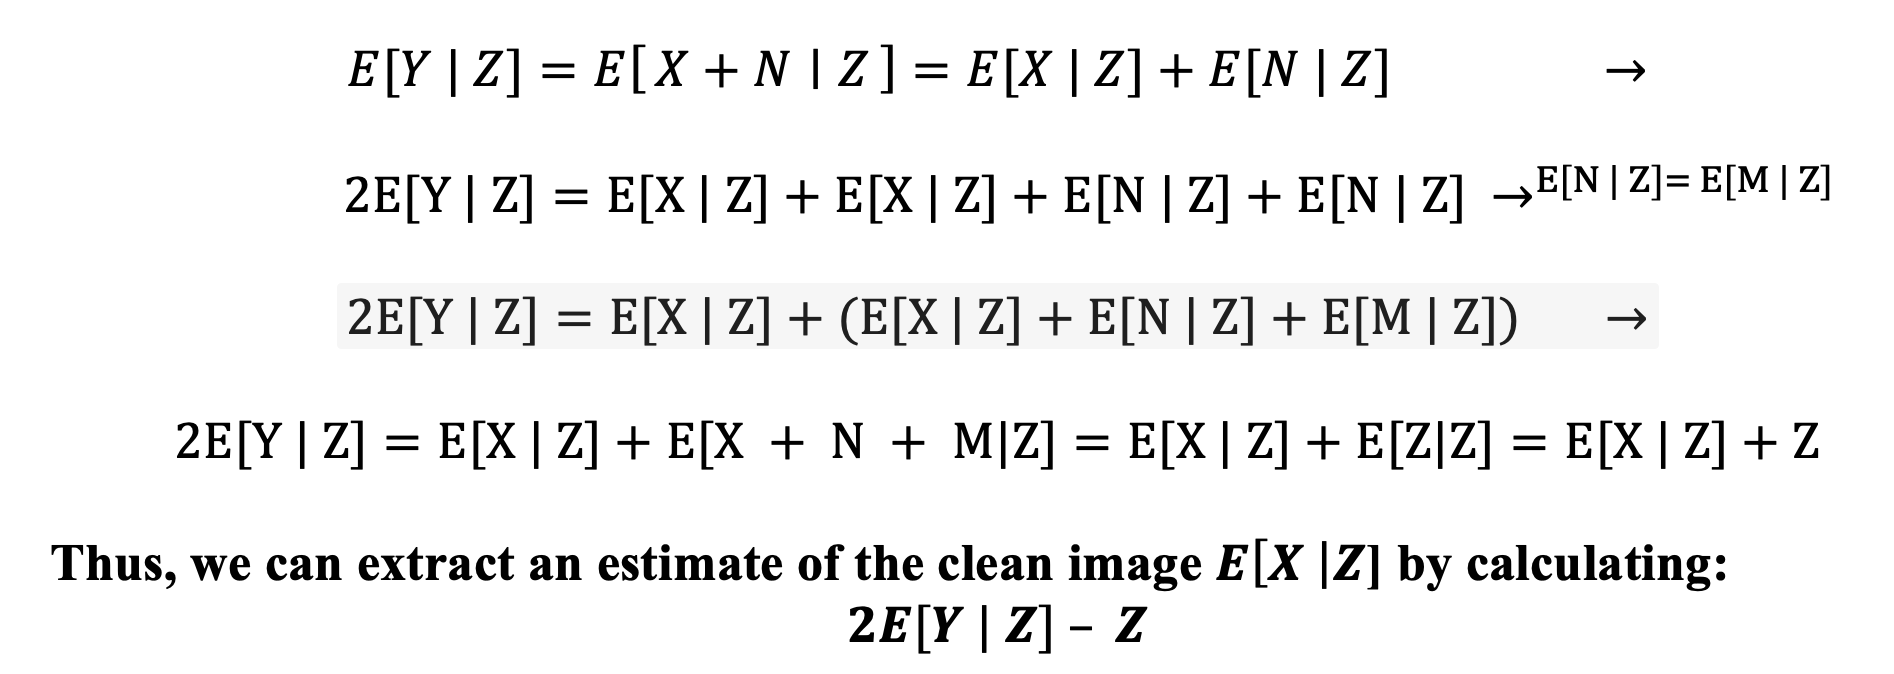 E[Y | Z] = E[ X + N | Z ] = E[X | Z] + E[N | Z] →
2E[Y | Z] = E[X | Z] + E[X | Z] + E[N | Z] + E[N | Z] →E[N | Z]= E[M | Z]
2E[Y | Z] = E[X | Z] + (E[X | Z] + E[N | Z] + E[M | Z]) →
2E[Y | Z] = E[X | Z] + E[X + N + M|Z] = E[X | Z] + E[Z|Z] = E[X | Z] + Z
Thus, we can extract an estimate of the clean image E[X |Z] by calculating:
2E[Y | Z] – Z